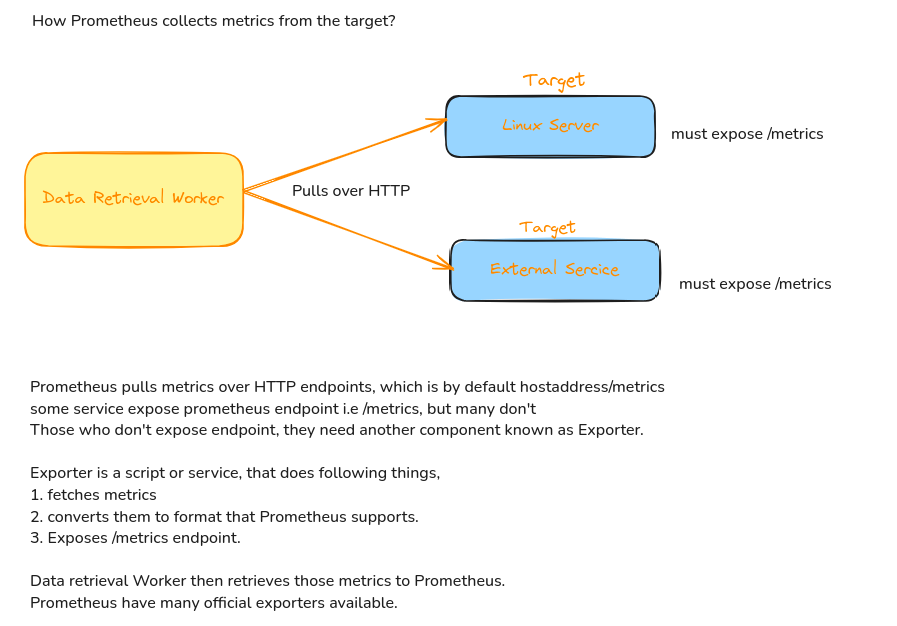 How Prometheus collects metrics from the target?
Target
Linux Server
must expose /metrics
Data Retrieval Worker
Pulls over HTTP
Target
External Sercice
must expose /metrics
Prometheus pulls metrics over HTTP endpoints, which is by default hostaddress/metrics
some service expose prometheus endpoint i.e /metrics, but many don't
Those who don't expose endpoint, they need another component known as Exporter.
Exporter is a script or service, that does following things,
1. fetches metrics
2. converts them to format that Prometheus supports.
3. Exposes /metrics endpoint.
Data retrieval Worker then retrieves those metrics to Prometheus.
Prometheus have many official exporters available.